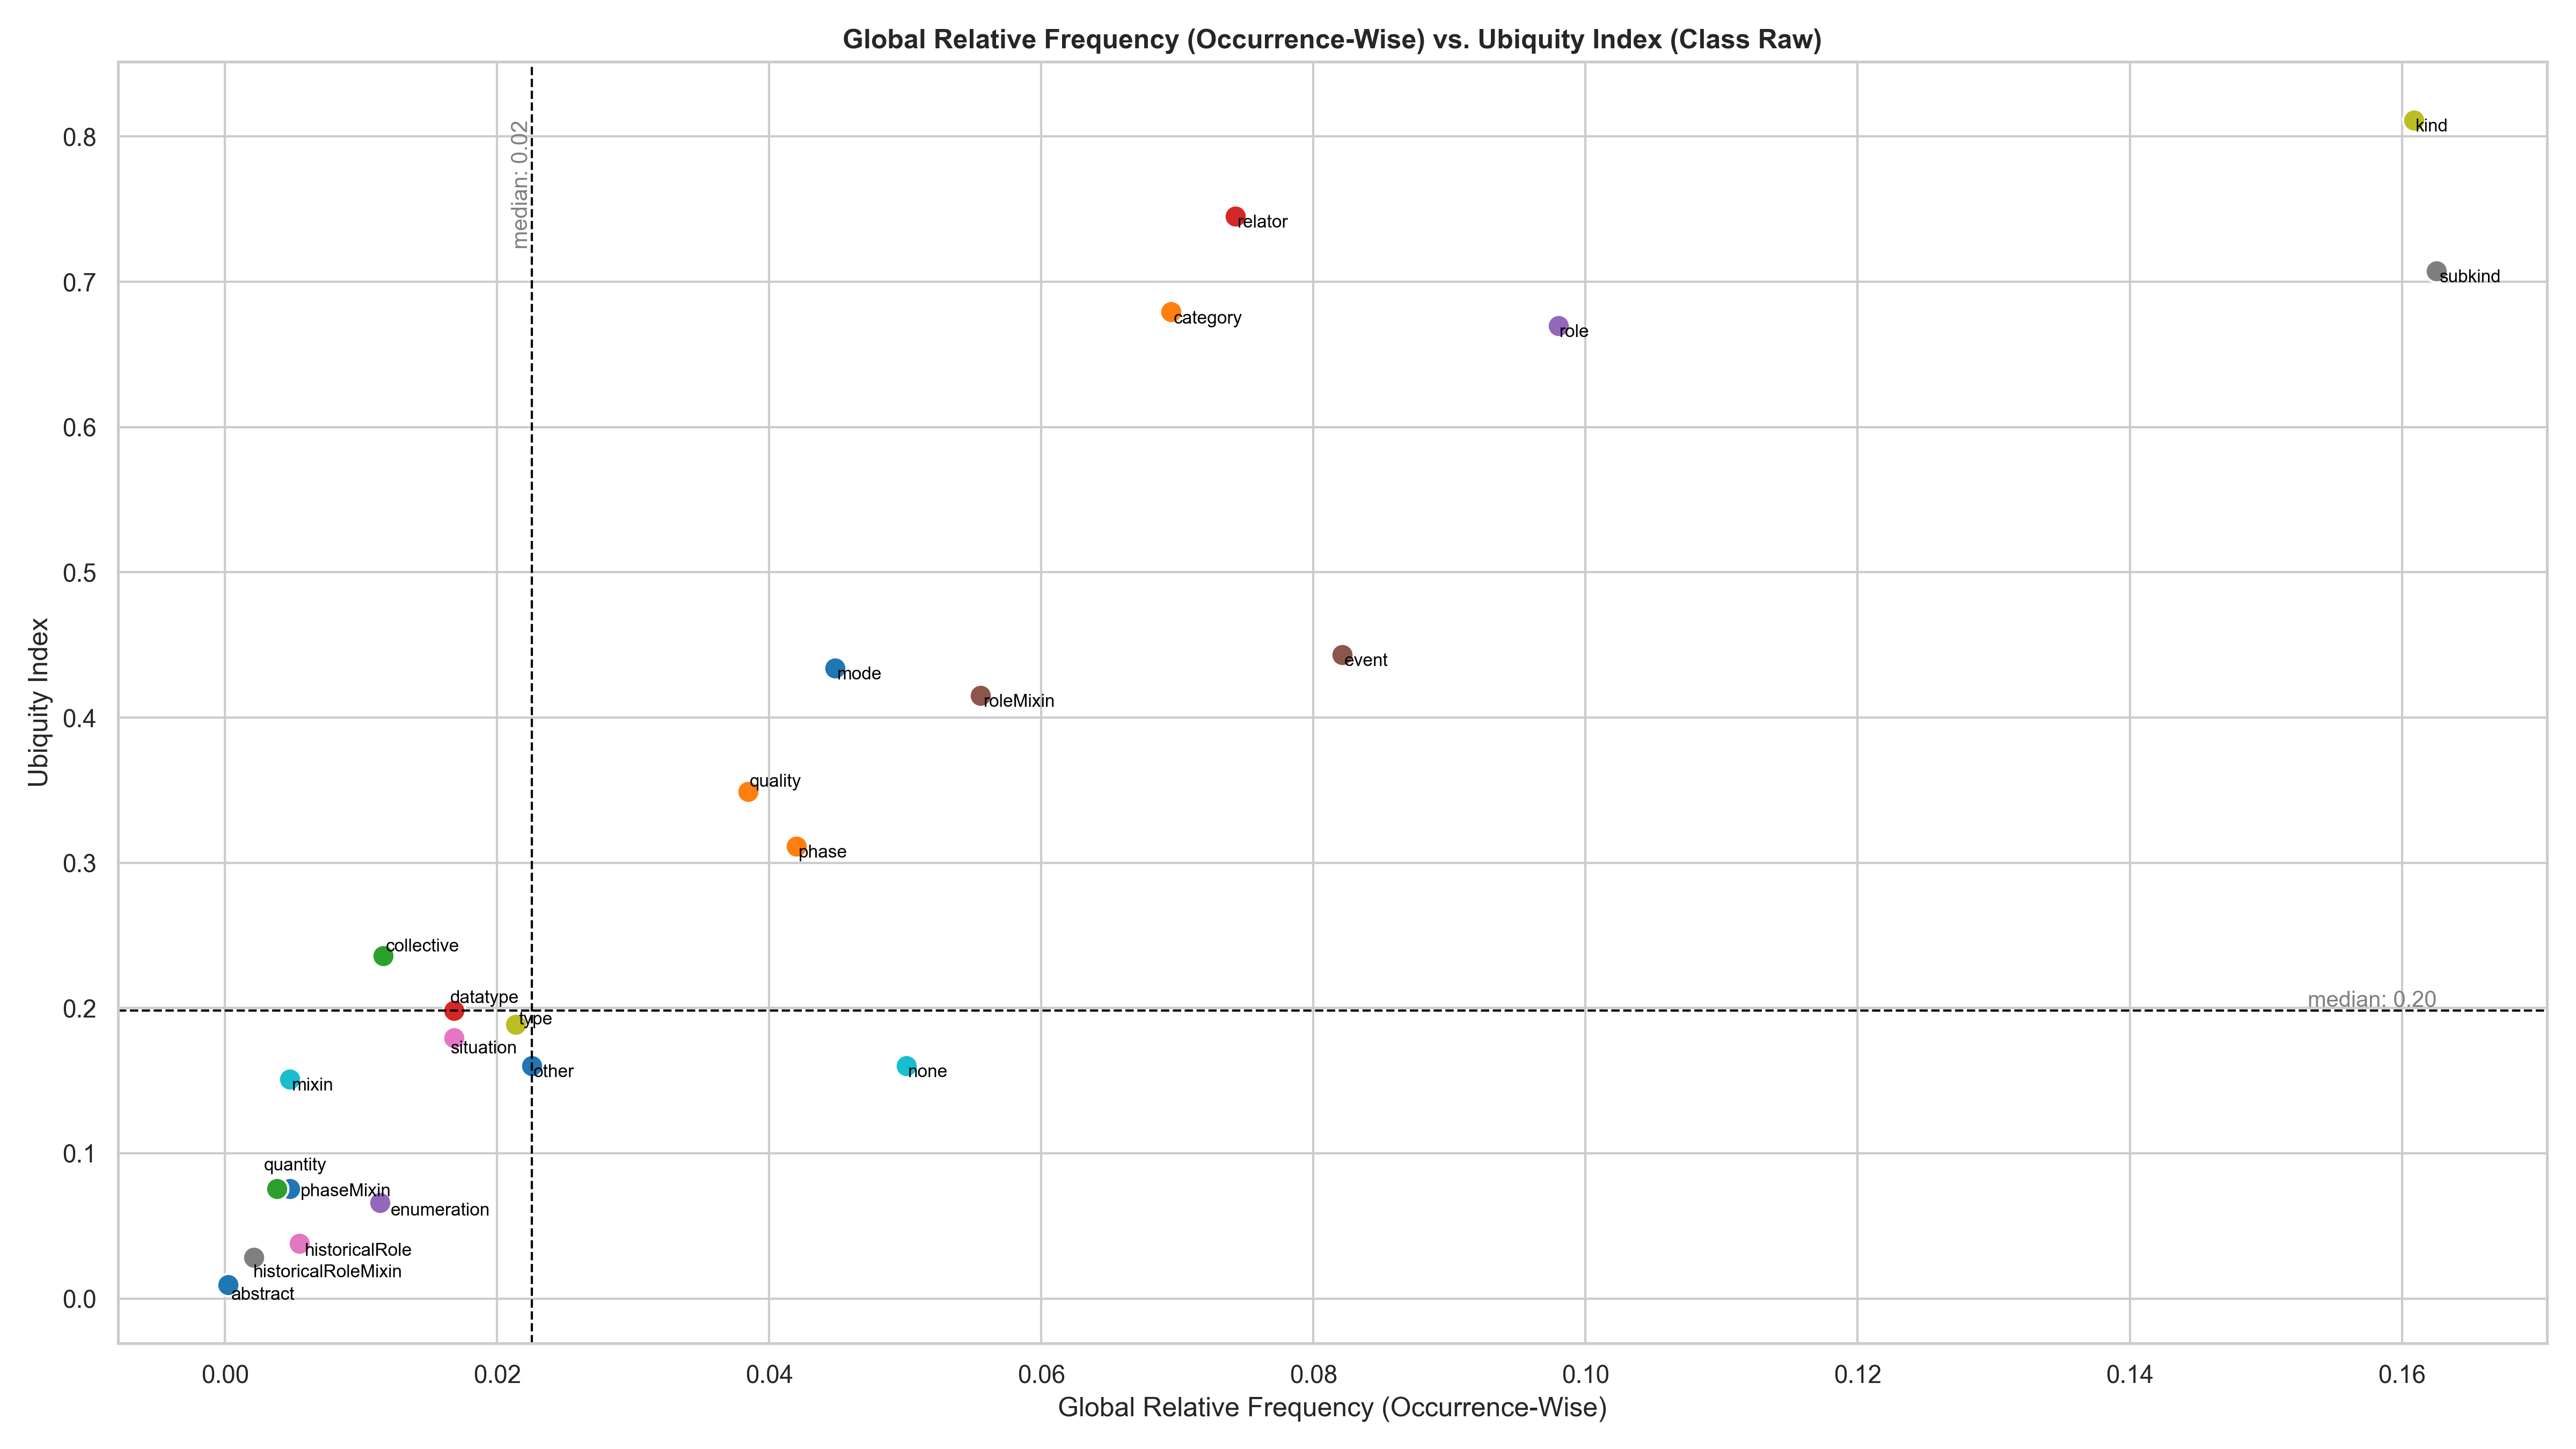 Global Relative Frequency (Occurrence-Wise) vs. Ubiquity Index (Class Raw)
Ubiquity Index
0.8
0.7
0.6
0.5
0.4
0.3
0.2
0.1
0.0
median: 0.02
kind
relator
subkind
category
role
event
mode
roleMixin
quality
phase
collective
datatype
median: 0.20
type
situation
other
none
mixin
quantity
phaseMixin
enumeration
historicalRole
historicalRoleMixin
abstract
0.00 0.02 0.04 0.06 0.08 0.10 0.12 0.14 0.16
Global Relative Frequency (Occurrence-Wise)